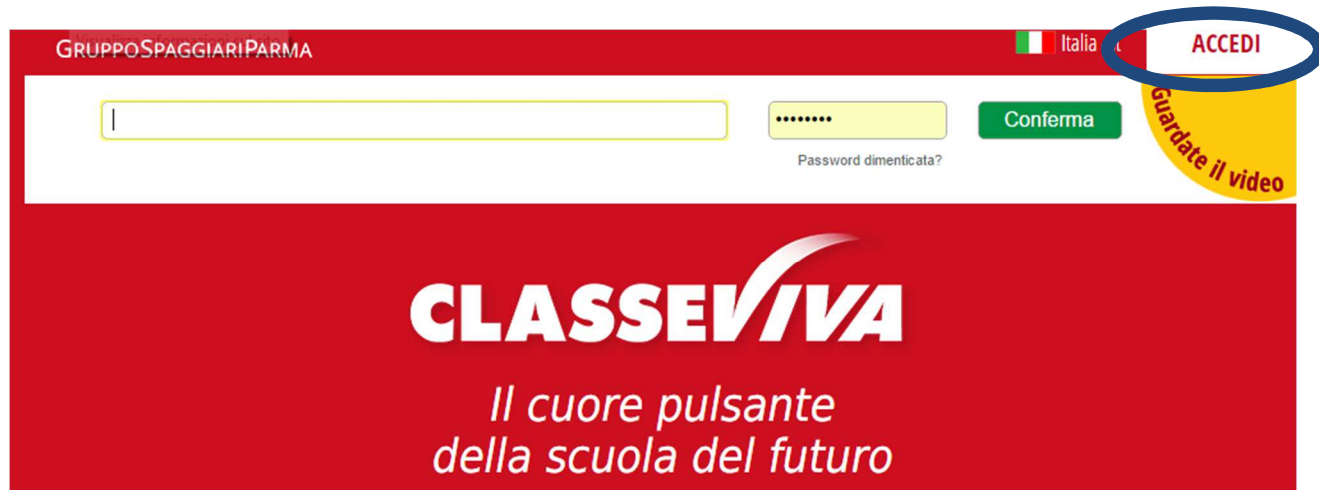 GRUPPOSPAGGIARIPARMA
Italia
ACCEDI
••••••••
Conferma
Password dimenticata?
Guardate il video
CLASSEVIVA
Il cuore pulsante
della scuola del futuro